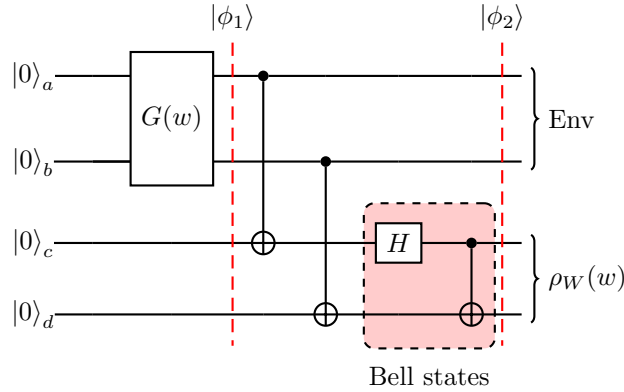 |ϕ₁⟩ |ϕ₂⟩
|0⟩ₐ
G(w)
Env
|0⟩_b
|0⟩_c
H
ρ_W(w)
|0⟩_d
Bell states